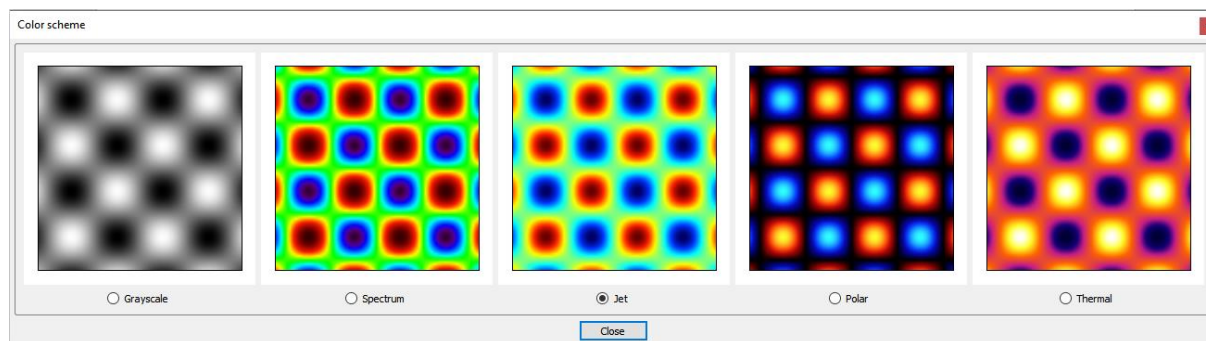 Color scheme
Grayscale
Spectrum
Jet
Polar
Thermal
Close